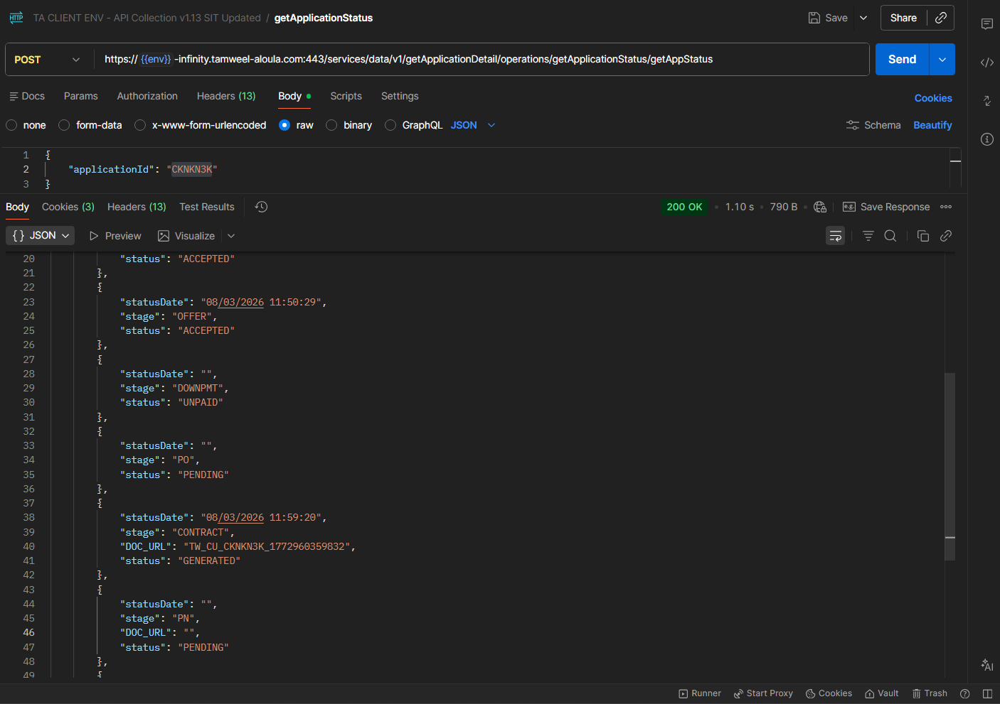 HTTP TA CLIENT ENV - API Collection v1.13 SIT Updated / getApplicationStatus Save Share
POST https:// {{env}} -infinity.tamweel-aloula.com:443/services/data/v1/getApplicationDetail/operations/getApplicationStatus/getAppStatus Send
Docs Params Authorization Headers (13) Body Scripts Settings Cookies
none form-data x-www-form-urlencoded raw binary GraphQL JSON Schema Beautify
1 {
2 "applicationId": "CKNKN3K"
3 }
Body Cookies (3) Headers (13) Test Results 200 OK 1.10 s 790 B e.g. Save Response
{} JSON Preview Visualize
20 "status": "ACCEPTED"
21 },
22 {
23 "statusDate": "08/03/2026 11:50:29",
24 "stage": "OFFER",
25 "status": "ACCEPTED"
26 },
27 {
28 "statusDate": "",
29 "stage": "DOWNPMT",
30 "status": "UNPAID"
31 },
32 {
33 "statusDate": "",
34 "stage": "PO",
35 "status": "PENDING"
36 },
37 {
38 "statusDate": "08/03/2026 11:59:20",
39 "stage": "CONTRACT",
40 "DOC_URL": "TW_CU_CKNKN3K_1772960359832",
41 "status": "GENERATED"
42 },
43 {
44 "statusDate": "",
45 "stage": "PN",
46 "DOC_URL": "",
47 "status": "PENDING"
48 },
49 {
AI
Runner Start Proxy Cookies Vault Trash